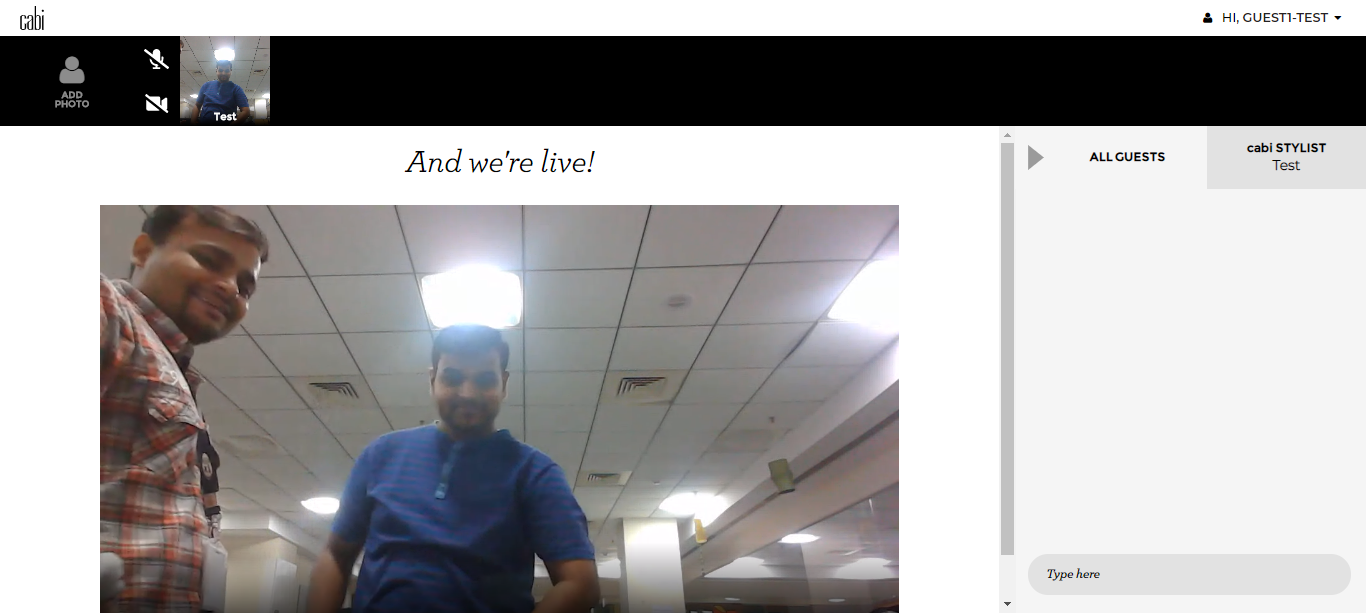 cabi
HI, GUEST1-TEST
ADD
PHOTO
Test
And we're live!
ALL GUESTS
cabi STYLIST
Test
Type here